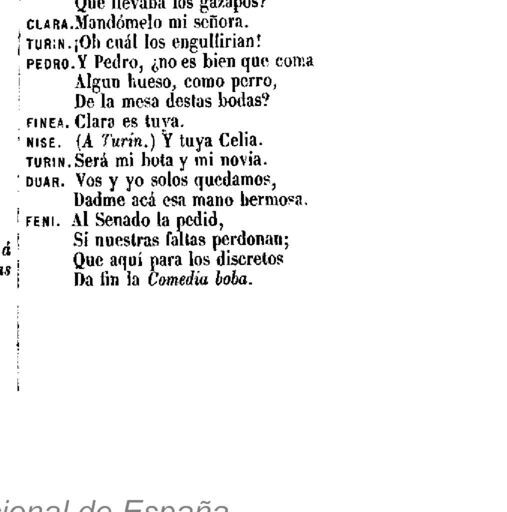 Que llevaba los gazapos?
CLARA. Mandómelo mi señora.
TURIN. ¡Oh cuál los engullirian!
PEDRO. Y Pedro, ¿no es bien que coma
Algun hueso, como perro,
De la mesa destas bodas?
FINEA. Clara es tuya.
NISE. (A Turin.) Y tuya Celia.
TURIN. Será mi bota y mi novia.
DUAR. Vos y yo solos quedamos,
Dadme acá esa mano hermosa.
FENI. Al Senado la pedid,
Si nuestras faltas perdonan;
Que aquí para los discretos
Da fin la Comedia boba.
á
as
cional de España